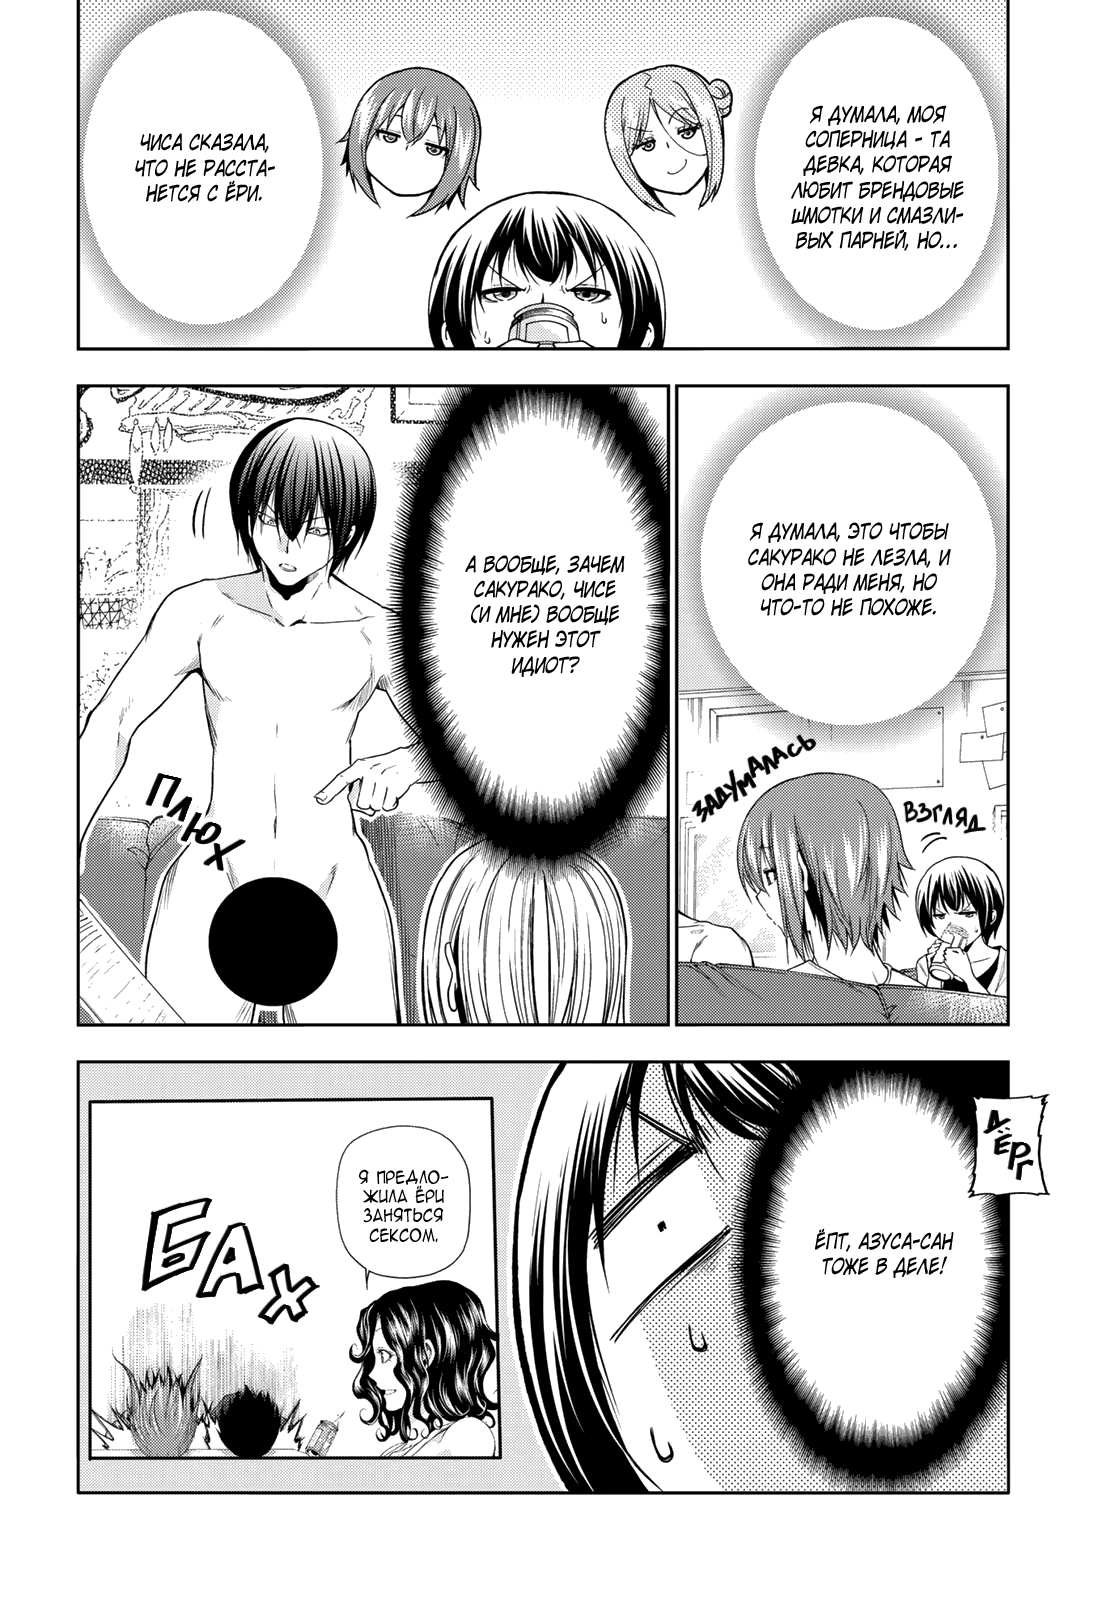 Я ДУМАЛА, МОЯ
СОПЕРНИЦА - ТА
ДЕВКА, КОТОРАЯ
ЛЮБИТ БРЕНДОВЫЕ
ШМОТКИ И СМАЗЛИ-
ВЫХ ПАРНЕЙ, НО...
ЧИСА СКАЗАЛА,
ЧТО НЕ РАССТА-
НЕТСЯ С ЁРИ.
Я ДУМАЛА, ЭТО ЧТОБЫ
САКУРАКО НЕ ЛЕЗЛА, И
ОНА РАДИ МЕНЯ, НО
ЧТО-ТО НЕ ПОХОЖЕ.
ЗАДУМАЛАСЬ
ВЗГЛЯД
А ВООБЩЕ, ЗАЧЕМ
САКУРАКО, ЧИСЕ
(И МНЕ) ВООБЩЕ
НУЖЕН ЭТОТ
ИДИОТ?
ПЛЮХ
ДЁРГ
ЁПТ, АЗУСА-САН
ТОЖЕ В ДЕЛЕ!
Я ПРЕДЛО-
ЖИЛА ЁРИ
ЗАНЯТЬСЯ
СЕКСОМ.
БАХ